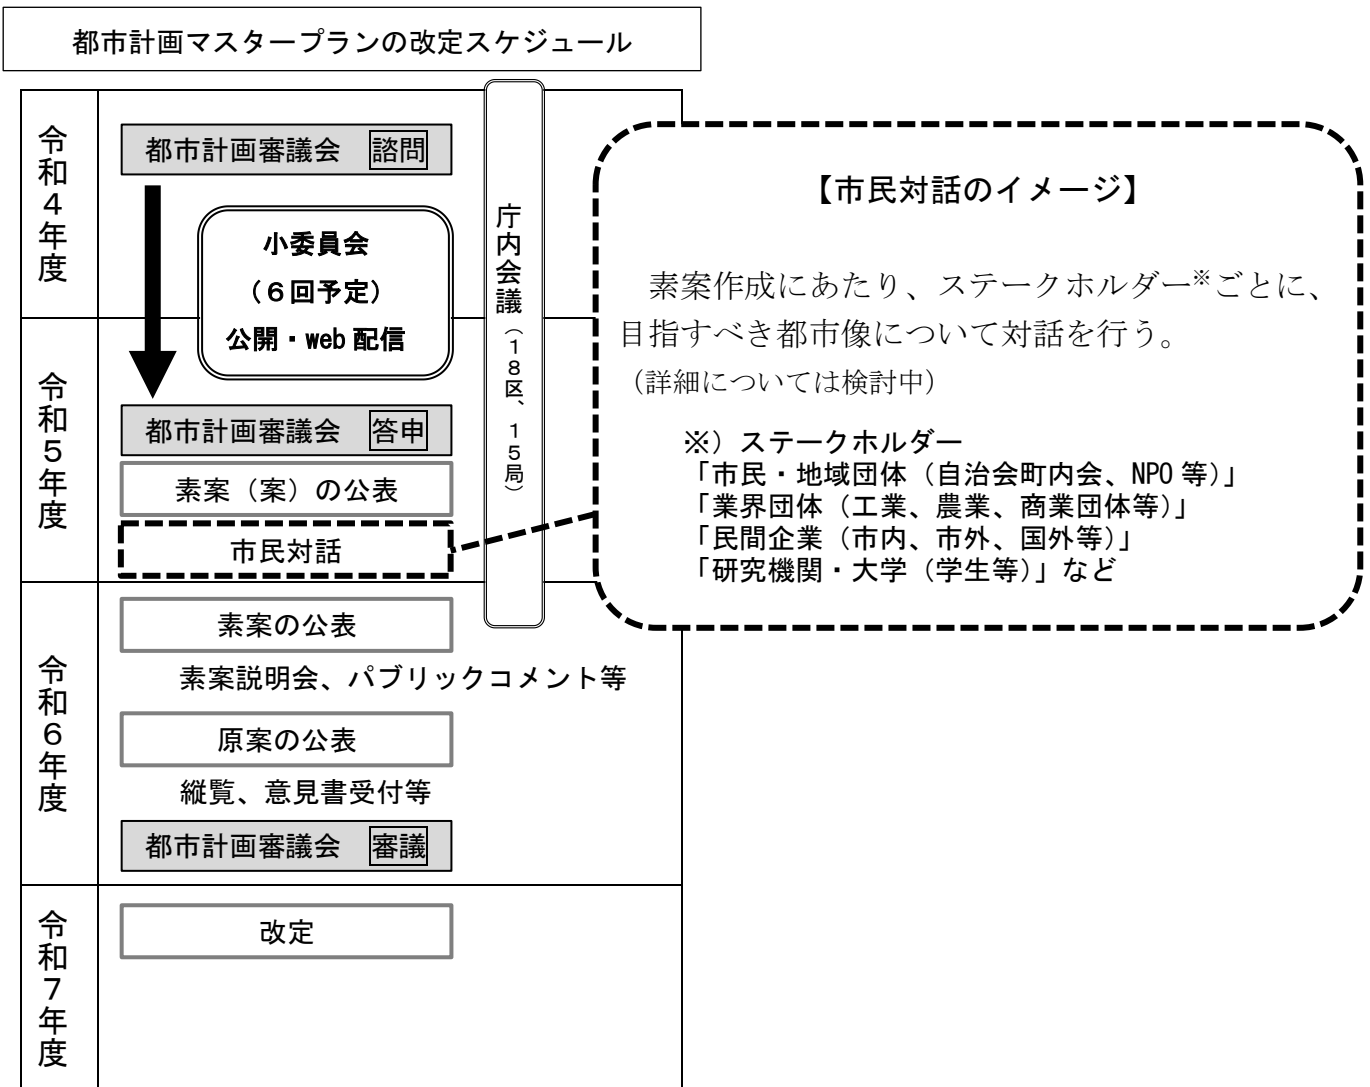 都市計画マスタープランの改定スケジュール
令和4年度
都市計画審議会 諮問
小委員会
(6回予定)
公開・web配信
庁内会議(18区、15局)
令和5年度
都市計画審議会 答申
素案(案)の公表
市民対話
【市民対話のイメージ】
素案作成にあたり、ステークホルダー※ごとに、
目指すべき都市像について対話を行う。
(詳細については検討中)
※)ステークホルダー
「市民・地域団体(自治会町内会、NPO等)」
「業界団体(工業、農業、商業団体等)」
「民間企業(市内、市外、国外等)」
「研究機関・大学(学生等)」など
令和6年度
素案の公表
素案説明会、パブリックコメント等
原案の公表
縦覧、意見書受付等
都市計画審議会 審議
令和7年度
改定